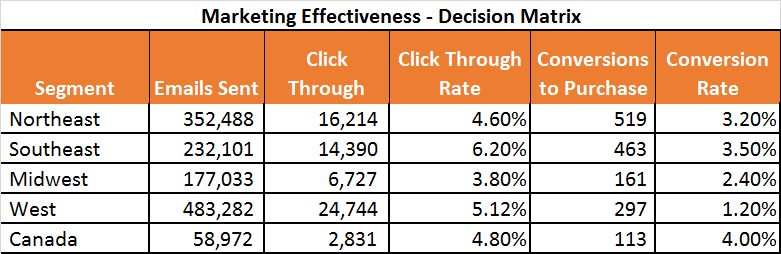 Marketing Effectiveness - Decision Matrix
Segment Emails Sent Click Through Click Through Rate Conversions to Purchase Conversion Rate
Northeast 352,488 16,214 4.60% 519 3.20%
Southeast 232,101 14,390 6.20% 463 3.50%
Midwest 177,033 6,727 3.80% 161 2.40%
West 483,282 24,744 5.12% 297 1.20%
Canada 58,972 2,831 4.80% 113 4.00%